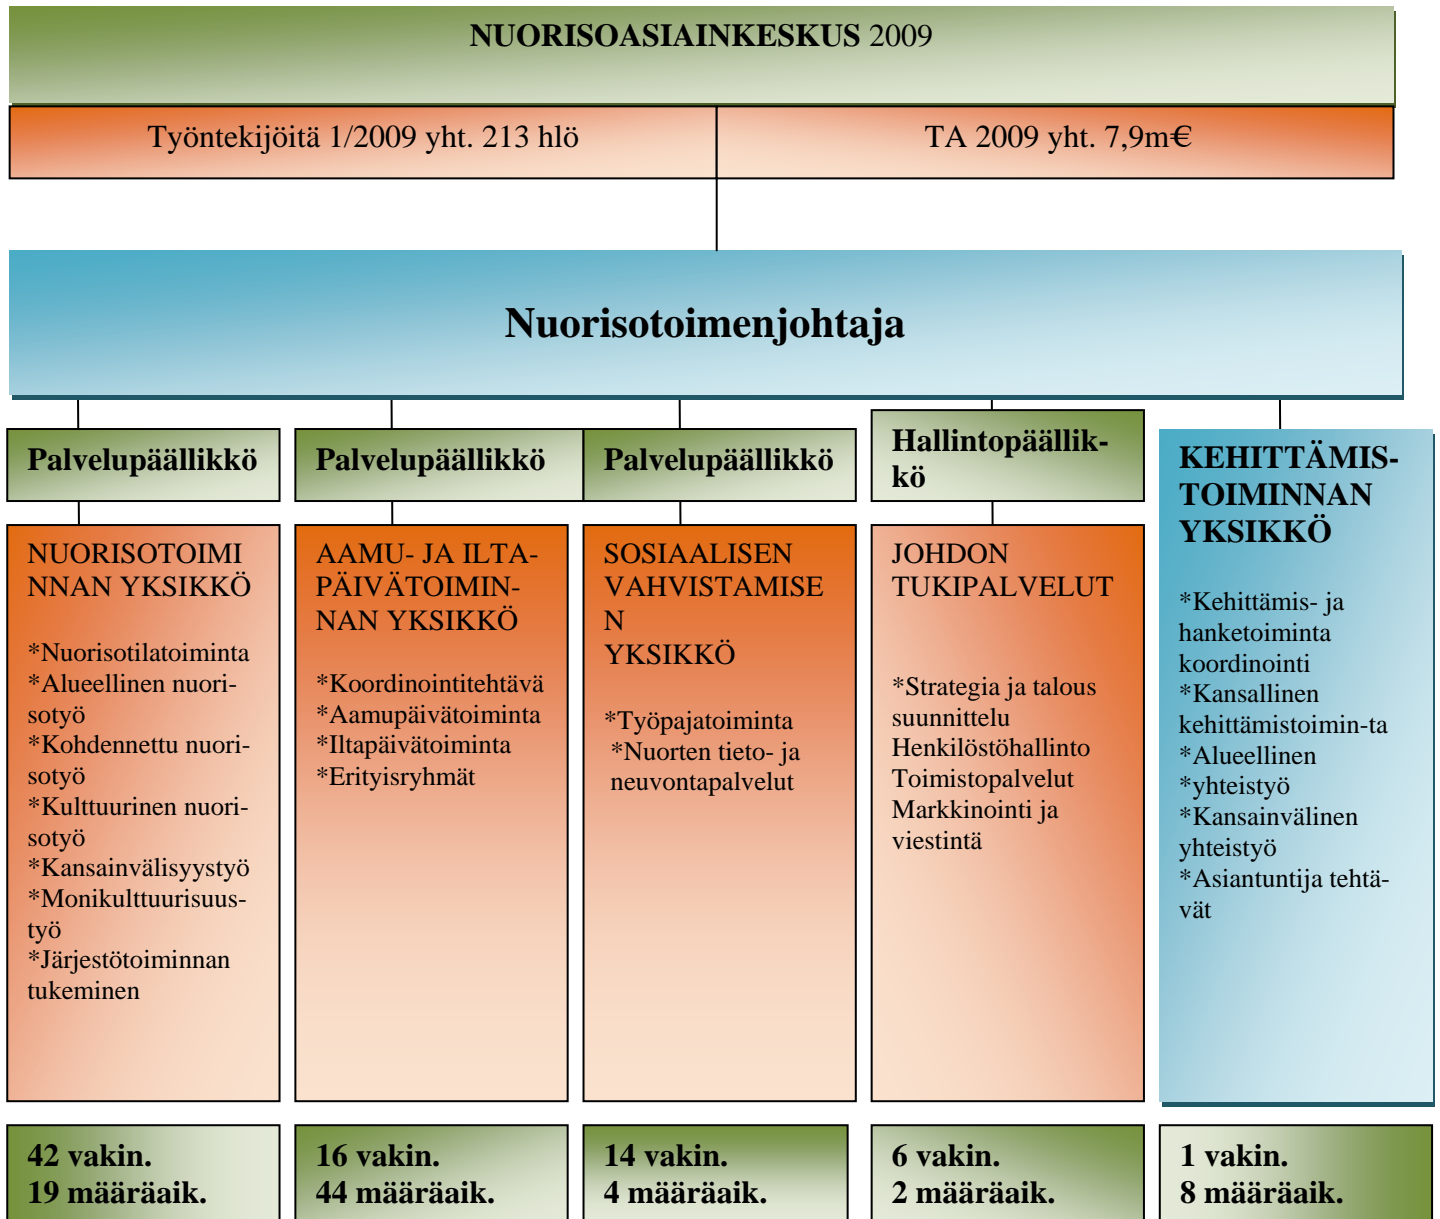 NUORISOASIAINKESKUS 2009
Työntekijöitä 1/2009 yht. 213 hlö
TA 2009 yht. 7,9m€
Nuorisotoimenjohtaja
Palvelupäällikkö
NUORISOTOIMI
NNAN YKSIKKÖ
*Nuorisotilatoiminta
*Alueellinen nuori-
sotyö
*Kohdennettu nuori-
sotyö
*Kulttuurinen nuori-
sotyö
*Kansainvälisyystyö
*Monikulttuurisuus-
työ
*Järjestötoiminnan
tukeminen
42 vakin.
19 määräaik.
Palvelupäällikkö
AAMU- JA ILTA-
PÄIVÄTOIMIN-
NAN YKSIKKÖ
*Koordinointitehtävä
*Aamupäivätoiminta
*Iltapäivätoiminta
*Erityisryhmät
16 vakin.
44 määräaik.
Palvelupäällikkö
SOSIAALISEN
VAHVISTAMISE
N
YKSIKKÖ
*Työpajatoiminta
*Nuorten tieto- ja
neuvontapalvelut
14 vakin.
4 määräaik.
Hallintopäällik-
kö
JOHDON
TUKIPALVELUT
*Strategia ja talous
suunnittelu
Henkilöstöhallinto
Toimistopalvelut
Markkinointi ja
viestintä
6 vakin.
2 määräaik.
KEHITTÄMIS-
TOIMINNAN
YKSIKKÖ
*Kehittämis- ja
hanketoiminta
koordinointi
*Kansallinen
kehittämistoimin-ta
*Alueellinen
*yhteistyö
*Kansainvälinen
yhteistyö
*Asiantuntija tehtä-
vät
1 vakin.
8 määräaik.